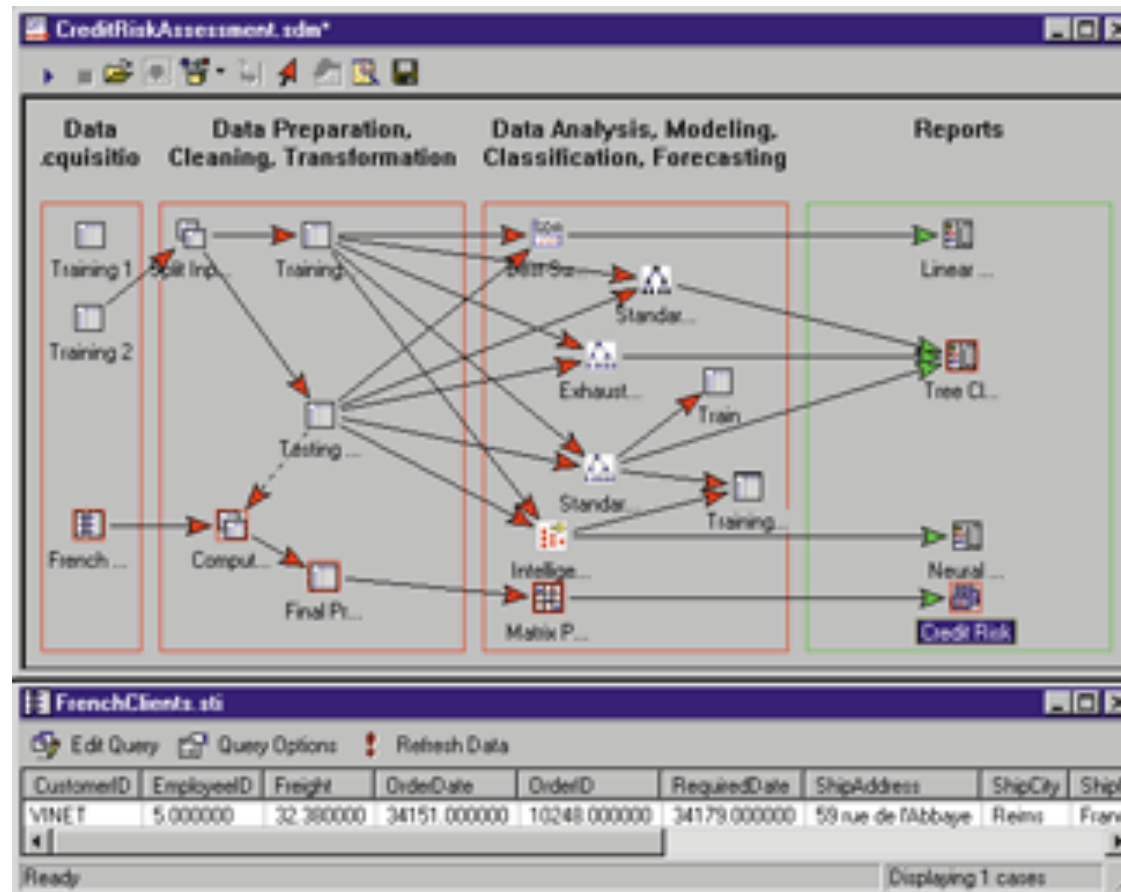 CreditRiskAssessment.sdm*
Data
.cquisitio
Data Preparation,
Cleaning, Transformation
Data Analysis, Modeling,
Classification, Forecasting
Reports
Training 1
Split Inp...
Training
Linear ...
Training 2
Standar...
Exhaust...
Train
Tree Cl...
Testing ...
Standar...
Training...
French ...
Comput...
Intellige...
Neural ...
Final Pr...
Matrix P...
Credit Risk
FrenchClients.sti
Edit Query Query Options Refresh Data
CustomerID EmployeeID Freight OrderDate OrderID RequiredDate ShipAddress ShipCity Ship
VINET 5.000000 32.380000 34151.000000 10248.000000 34179.000000 59 rue de l'Abbaye Reims Fran
Ready Displaying 1 cases